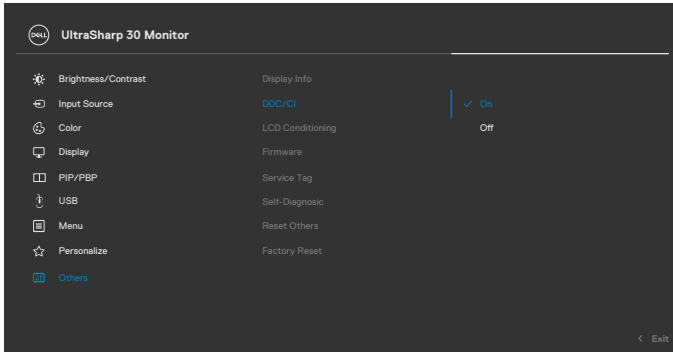 DELL UltraSharp 30 Monitor
Brightness/Contrast Display Info
Input Source DDC/CI On
Color LCD Conditioning Off
Display Firmware
PIP/PBP Service Tag
USB Self-Diagnosic
Menu Reset Others
Personalize Factory Reset
Others
Exit